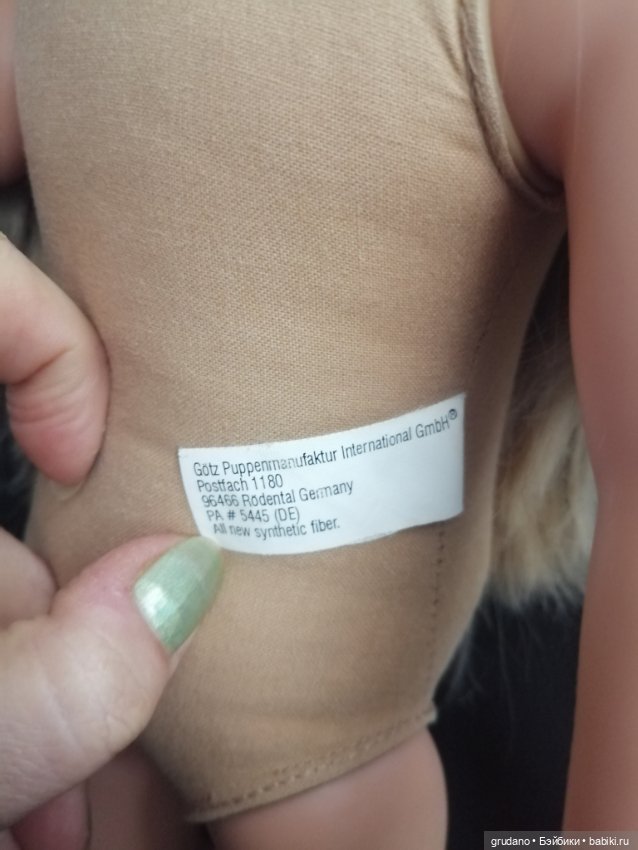 Götz Puppenmanufaktur International GmbH®
Postfach 1180
96466 Rödental Germany
PA # 5445 (DE)
All new synthetic fiber.
grudano • Бэйбики • babiki.ru